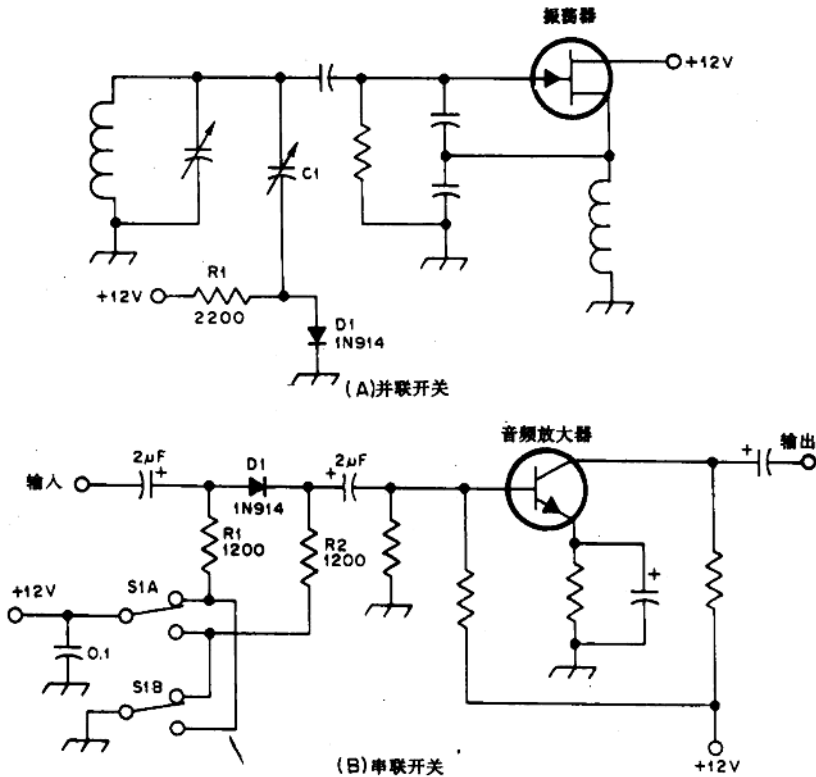 振荡器
+12V
C1
R1
+12V
2200
D1
1N914
(A)并联开关
音频放大器
输出
+
2μF
+
D1
+
2μF
输入
1N914
R1
1200
R2
1200
+12V
S1A
+
0.1
S1B
+12V
(B)串联开关